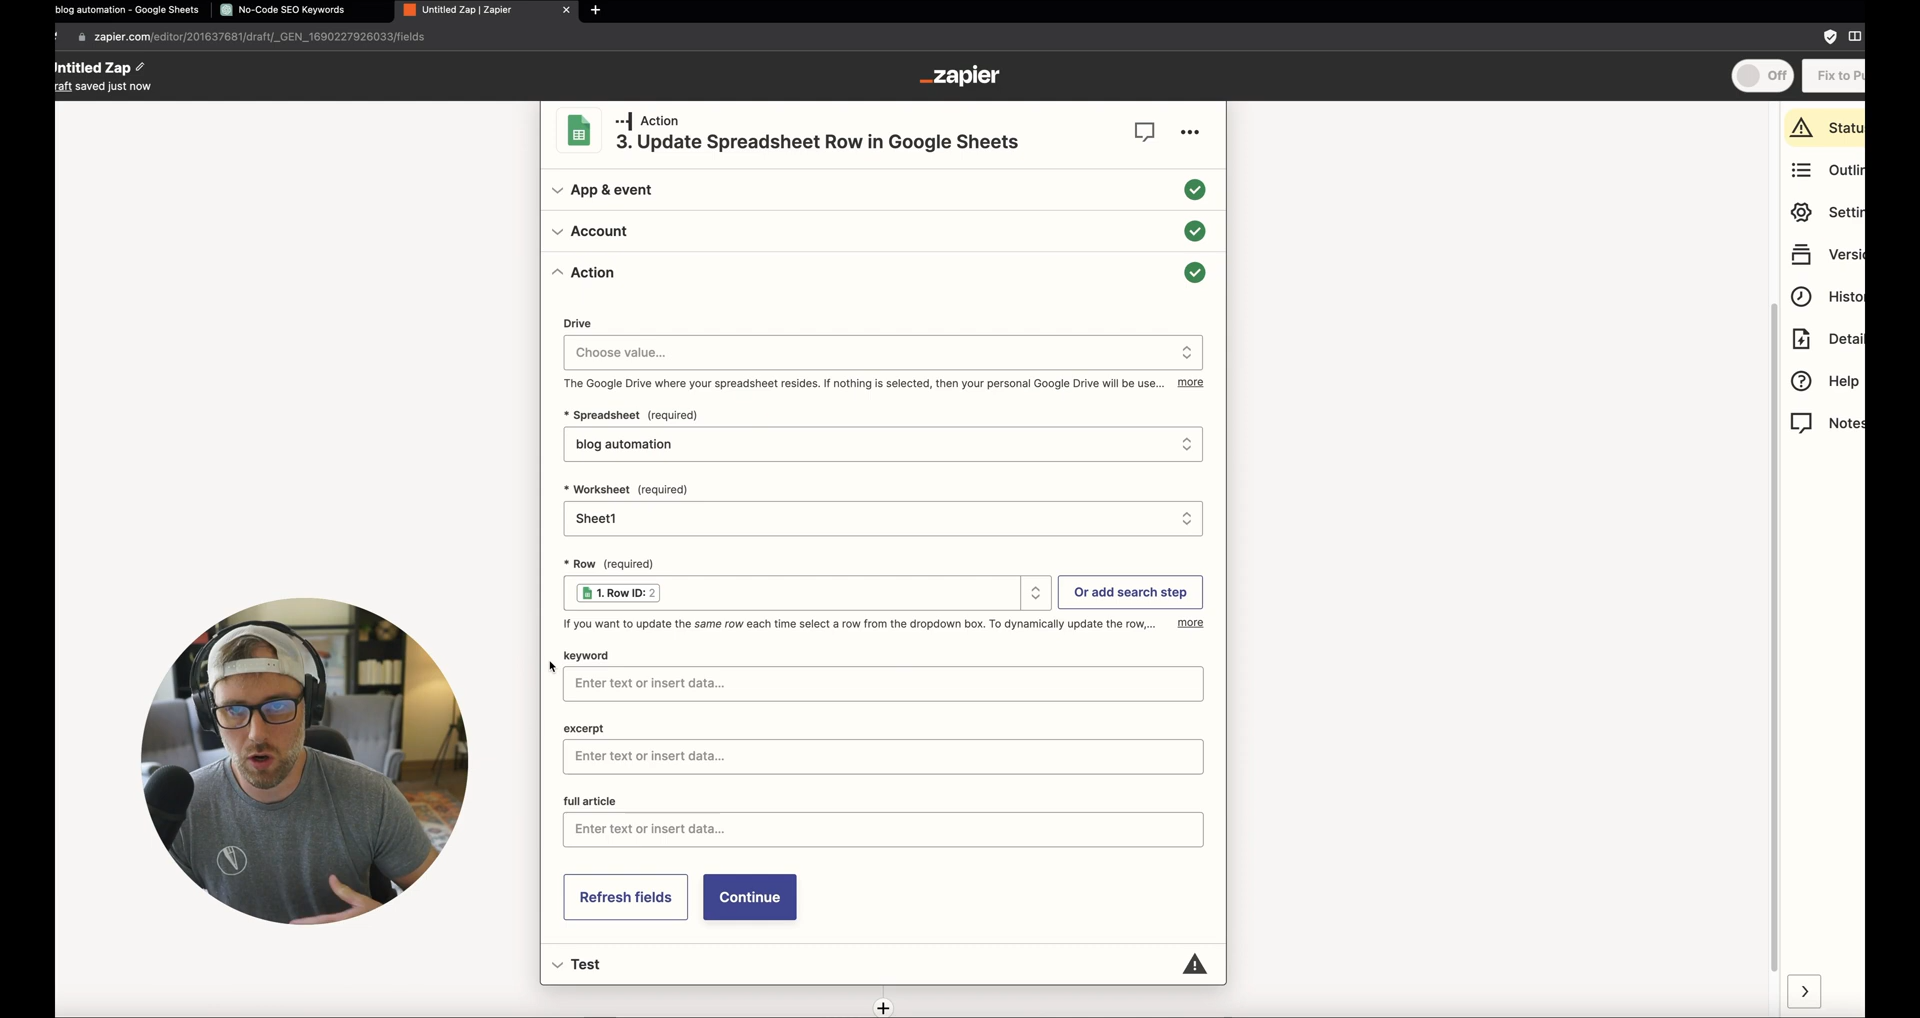 blog automation - Google Sheets
No-Code SEO Keywords
Untitled Zap | Zapier
zapier.com/editor/201637681/draft/_GEN_1690227926033/fields
ntitled Zap
raft saved just now
_zapier
Off
Fix to Pu
Action
3. Update Spreadsheet Row in Google Sheets
App & event
Account
Action
Drive
Choose value...
The Google Drive where your spreadsheet resides. If nothing is selected, then your personal Google Drive will be use... more
* Spreadsheet (required)
blog automation
* Worksheet (required)
Sheet1
* Row (required)
1. Row ID: 2
Or add search step
If you want to update the same row each time select a row from the dropdown box. To dynamically update the row,... more
keyword
Enter text or insert data...
excerpt
Enter text or insert data...
full article
Enter text or insert data...
Refresh fields
Continue
Test
Statu
Outlin
Settin
Versio
Histo
Detail
Help
Notes